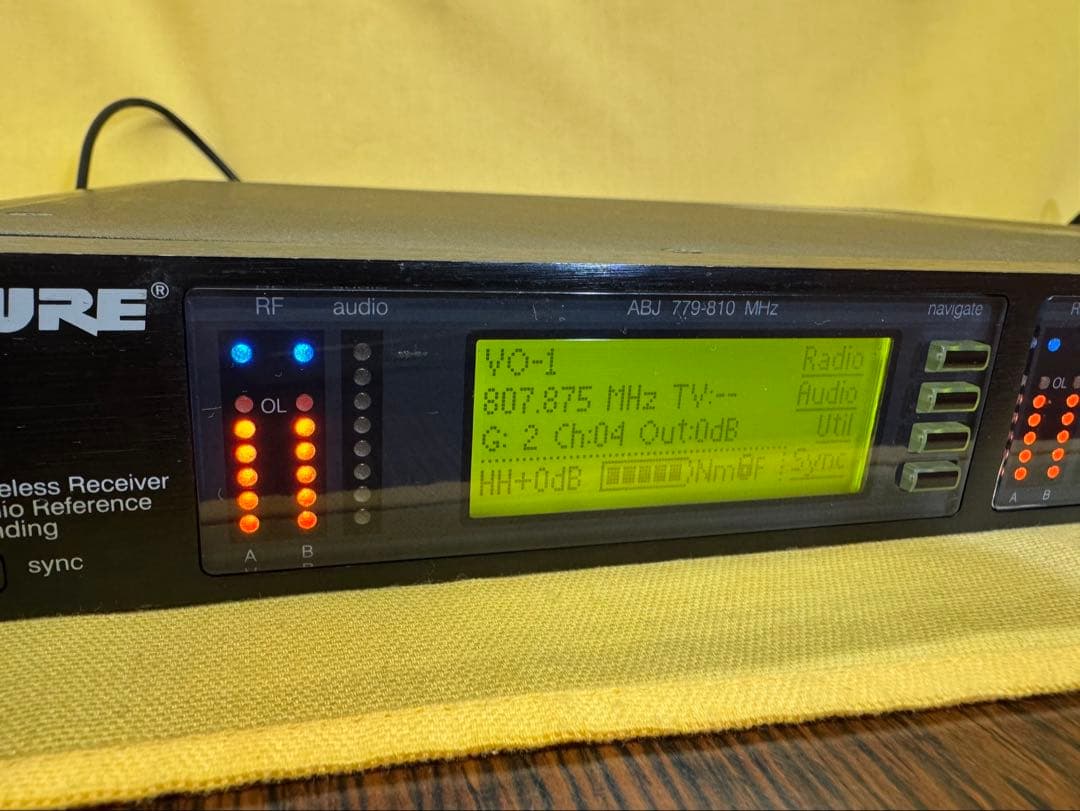 URE®
eless Receiver
io Reference
nding
sync
RF
audio
OL
A
B
ABJ 779-810 MHz
navigate
VO-1
Radio
807.875 MHz TV:--
Audio
G: 2 Ch:04 Out:0dB
Util
HH+0dB
Nm
F
Sync
R
OL
A
B